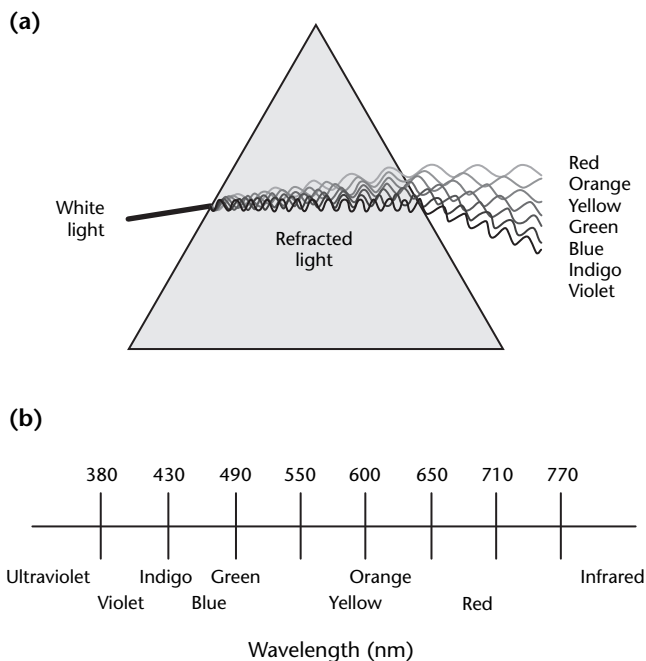 (a)
White
light
Refracted
light
Red
Orange
Yellow
Green
Blue
Indigo
Violet
(b)
380 430 490 550 600 650 710 770
Ultraviolet Indigo Green Orange Infrared
Violet Blue Yellow Red
Wavelength (nm)